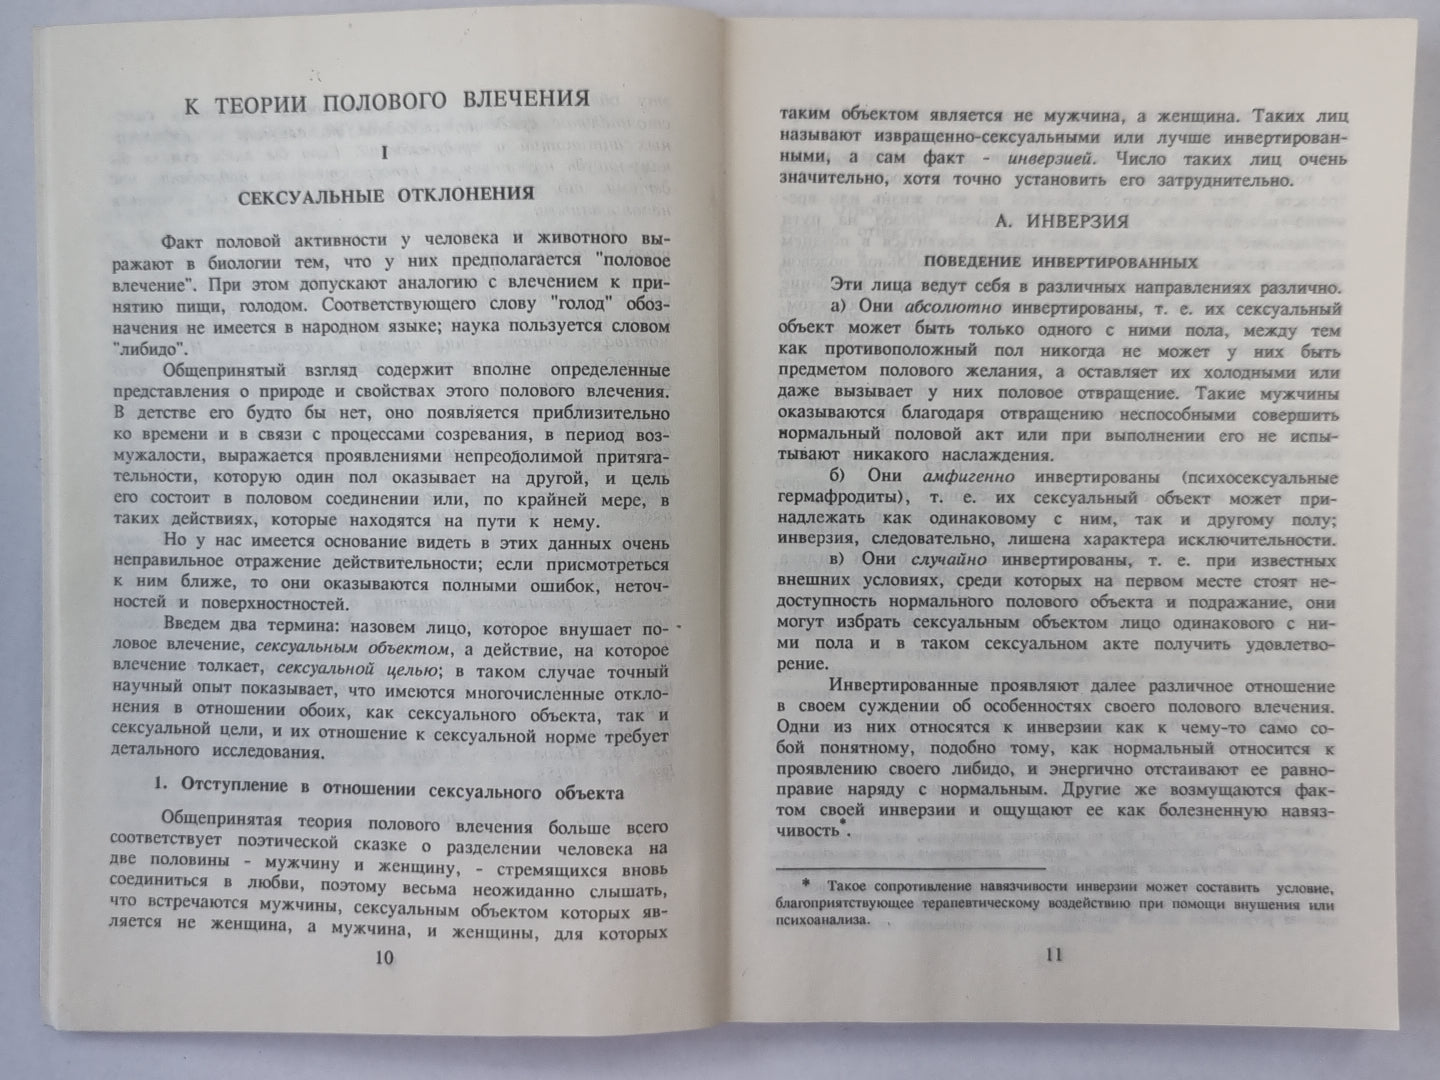 К ТЕОРИИ ПОЛОВОГО ВЛЕЧЕНИЯ
I
СЕКСУАЛЬНЫЕ ОТКЛОНЕНИЯ
Факт половой активности у человека и животного вы-
ражают в биологии тем, что у них предполагается "половое
влечение". При этом допускают аналогию с влечением к при-
нятию пищи, голодом. Соответствующего слову "голод" обоз-
начения не имеется в народном языке; наука пользуется словом
"либидо".
Общепринятый взгляд содержит вполне определенные
представления о природе и свойствах этого полового влечения.
В детстве его будто бы нет, оно появляется приблизительно
ко времени и в связи с процессами созревания, в период воз-
мужалости, выражается проявлениями непреодолимой притяга-
тельности, которую один пол оказывает на другой, и цель
его состоит в половом соединении или, по крайней мере, в
таких действиях, которые находятся на пути к нему.
Но у нас имеется основание видеть в этих данных очень
неправильное отражение действительности; если присмотреться
к ним ближе, то они оказываются полными ошибок, неточ-
ностей и поверхностностей.
Введем два термина: назовем лицо, которое внушает по-
ловое влечение, сексуальным объектом, а действие, на которое
влечение толкает, сексуальной целью; в таком случае точный
научный опыт показывает, что имеются многочисленные откло-
нения в отношении обоих, как сексуального объекта, так и
сексуальной цели, и их отношение к сексуальной норме требует
детального исследования.
1. Отступление в отношении сексуального объекта
Общепринятая теория полового влечения больше всего
соответствует поэтической сказке о разделении человека на
две половины - мужчину и женщину, - стремящихся вновь
соединиться в любви, поэтому весьма неожиданно слышать,
что встречаются мужчины, сексуальным объектом которых яв-
ляется не женщина, а мужчина, и женщины, для которых
10
таким объектом является не мужчина, а женщина. Таких лиц
называют извращенно-сексуальными или лучше инвертирован-
ными, а сам факт - инверзией. Число таких лиц очень
значительно, хотя точно установить его затруднительно.
А. ИНВЕРЗИЯ
ПОВЕДЕНИЕ ИНВЕРТИРОВАННЫХ
Эти лица ведут себя в различных направлениях различно.
а) Они абсолютно инвертированы, т. е. их сексуальный
объект может быть только одного с ними пола, между тем
как противоположный пол никогда не может у них быть
предметом полового желания, а оставляет их холодными или
даже вызывает у них половое отвращение. Такие мужчины
оказываются благодаря отвращению неспособными совершить
нормальный половой акт или при выполнении его не испы-
тывают никакого наслаждения.
б) Они амфигенно инвертированы (психосексуальные
гермафродиты), т. е. их сексуальный объект может при-
надлежать как одинаковому с ним, так и другому полу;
инверзия, следовательно, лишена характера исключительности.
в) Они случайно инвертированы, т. е. при известных
внешних условиях, среди которых на первом месте стоят не-
доступность нормального полового объекта и подражание, они
могут избрать сексуальным объектом лицо одинакового с ни-
ми пола и в таком сексуальном акте получить удовлетво-
рение.
Инвертированные проявляют далее различное отношение
в своем суждении об особенностях своего полового влечения.
Одни из них относятся к инверзии как к чему-то само со-
бой понятному, подобно тому, как нормальный относится к
проявлению своего либидо, и энергично отстаивают ее равно-
правие наряду с нормальным. Другие же возмущаются фак-
том своей инверзии и ощущают ее как болезненную навяз-
чивость*.
* Такое сопротивление навязчивости инверзии может составить условие,
благоприятствующее терапевтическому воздействию при помощи внушения или
психоанализа.
11